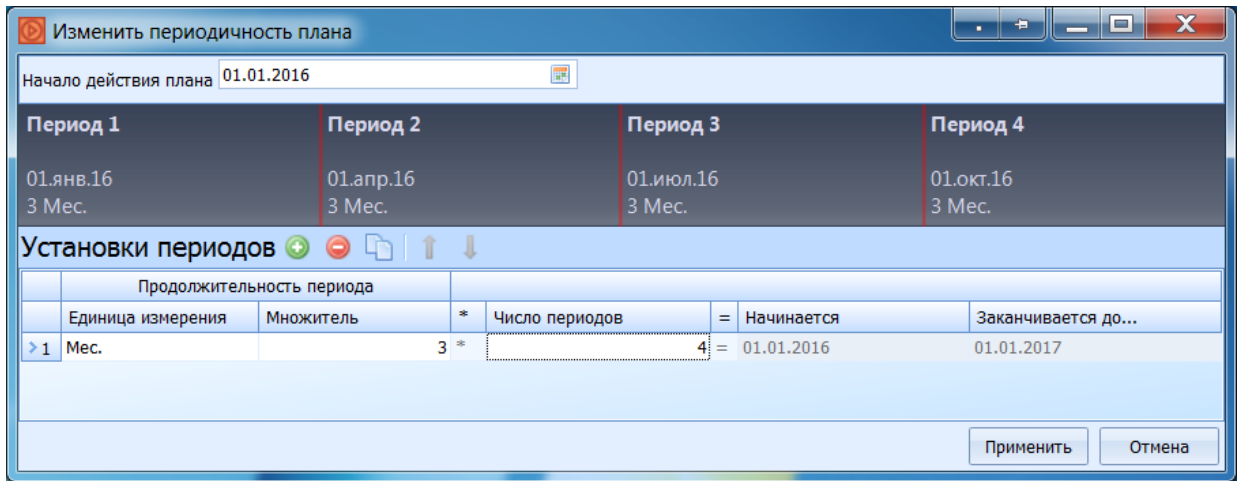 Изменить периодичность плана
Начало действия плана 01.01.2016
Период 1 Период 2 Период 3 Период 4
01.янв.16 01.апр.16 01.июл.16 01.окт.16
3 Мес. 3 Мес. 3 Мес. 3 Мес.
Установки периодов
Продолжительность периода
Единица измерения Множитель * Число периодов = Начинается Заканчивается до...
1 Мес. 3 * 4 = 01.01.2016 01.01.2017
Применить Отмена